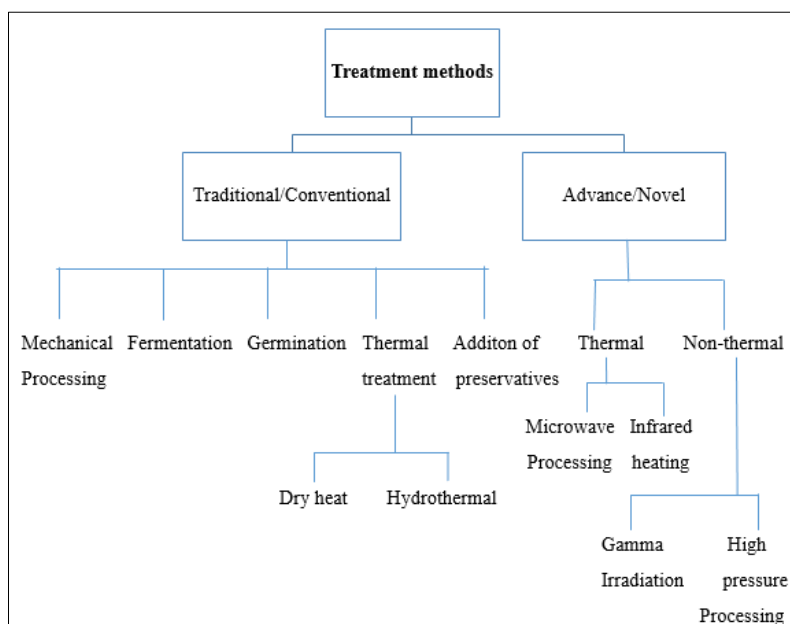 Treatment methods
Traditional/Conventional
Advance/Novel
Mechanical
Processing
Fermentation
Germination
Thermal
treatment
Additon of
preservatives
Thermal
Non-thermal
Dry heat
Hydrothermal
Microwave
Processing
Infrared
heating
Gamma
Irradiation
High
pressure
Processing